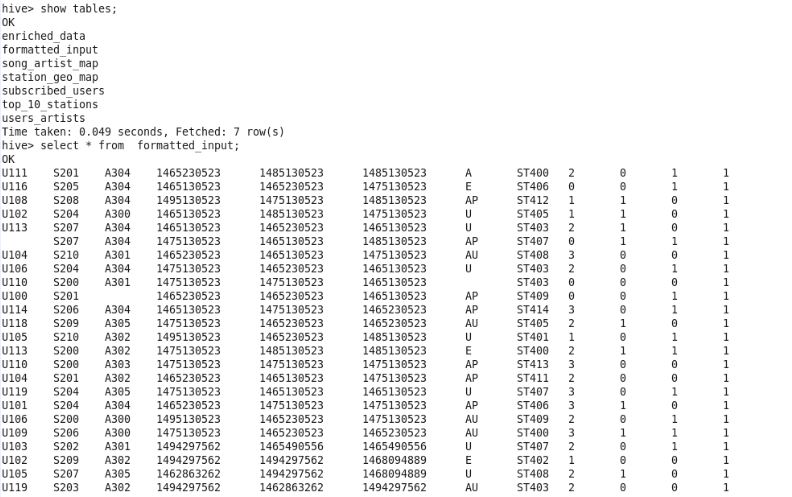 hive> show tables;
OK
enriched_data
formatted_input
song_artist_map
station_geo_map
subscribed_users
top_10_stations
users_artists
Time taken: 0.049 seconds, Fetched: 7 row(s)
hive> select * from  formatted_input;
OK
U111 S201 A304 1465230523 1485130523 1485130523 A ST400 2 0 1 1
U116 S205 A304 1465130523 1465230523 1475130523 E ST406 0 0 1 1
U108 S208 A304 1495130523 1475130523 1485130523 AP ST412 1 1 0 1
U102 S204 A300 1465130523 1485130523 1475130523 U ST405 1 1 0 1
U113 S207 A304 1465130523 1465230523 1465130523 U ST403 2 1 0 1
S207 A304 1475130523 1465130523 1485130523 AP ST407 0 1 1 1
U104 S210 A301 1465230523 1465230523 1475130523 AU ST408 3 0 0 1
U106 S204 A304 1475130523 1465230523 1465130523 U ST403 2 0 1 1
U110 S200 A301 1475130523 1475130523 1465230523 ST403 0 0 0 1
U100 S201 1465230523 1465230523 1465130523 AP ST409 0 0 1 1
U114 S206 A304 1465130523 1475130523 1465230523 AP ST414 3 0 1 1
U118 S209 A305 1475130523 1465230523 1465230523 AU ST405 2 1 0 1
U105 S210 A302 1495130523 1475130523 1465130523 U ST401 1 0 1 1
U113 S200 A302 1475130523 1485130523 1485130523 E ST400 2 1 1 1
U110 S200 A303 1475130523 1465130523 1475130523 AP ST413 3 0 0 1
U104 S201 A302 1465230523 1465130523 1475130523 AP ST411 2 0 0 1
U119 S204 A305 1475130523 1465130523 1465130523 U ST407 3 0 1 1
U101 S204 A304 1465230523 1475130523 1475130523 AP ST406 3 1 0 1
U106 S200 A300 1495130523 1465230523 1475130523 AU ST409 2 0 1 1
U109 S206 A300 1475130523 1465230523 1465230523 AU ST400 3 1 1 1
U103 S202 A301 1494297562 1465490556 1465490556 U ST407 2 0 1 1
U102 S209 A302 1494297562 1494297562 1468094889 E ST402 1 0 0 1
U105 S207 A305 1462863262 1494297562 1468094889 U ST408 2 1 0 1
U119 S203 A302 1494297562 1462863262 1494297562 AU ST403 2 0 0 1